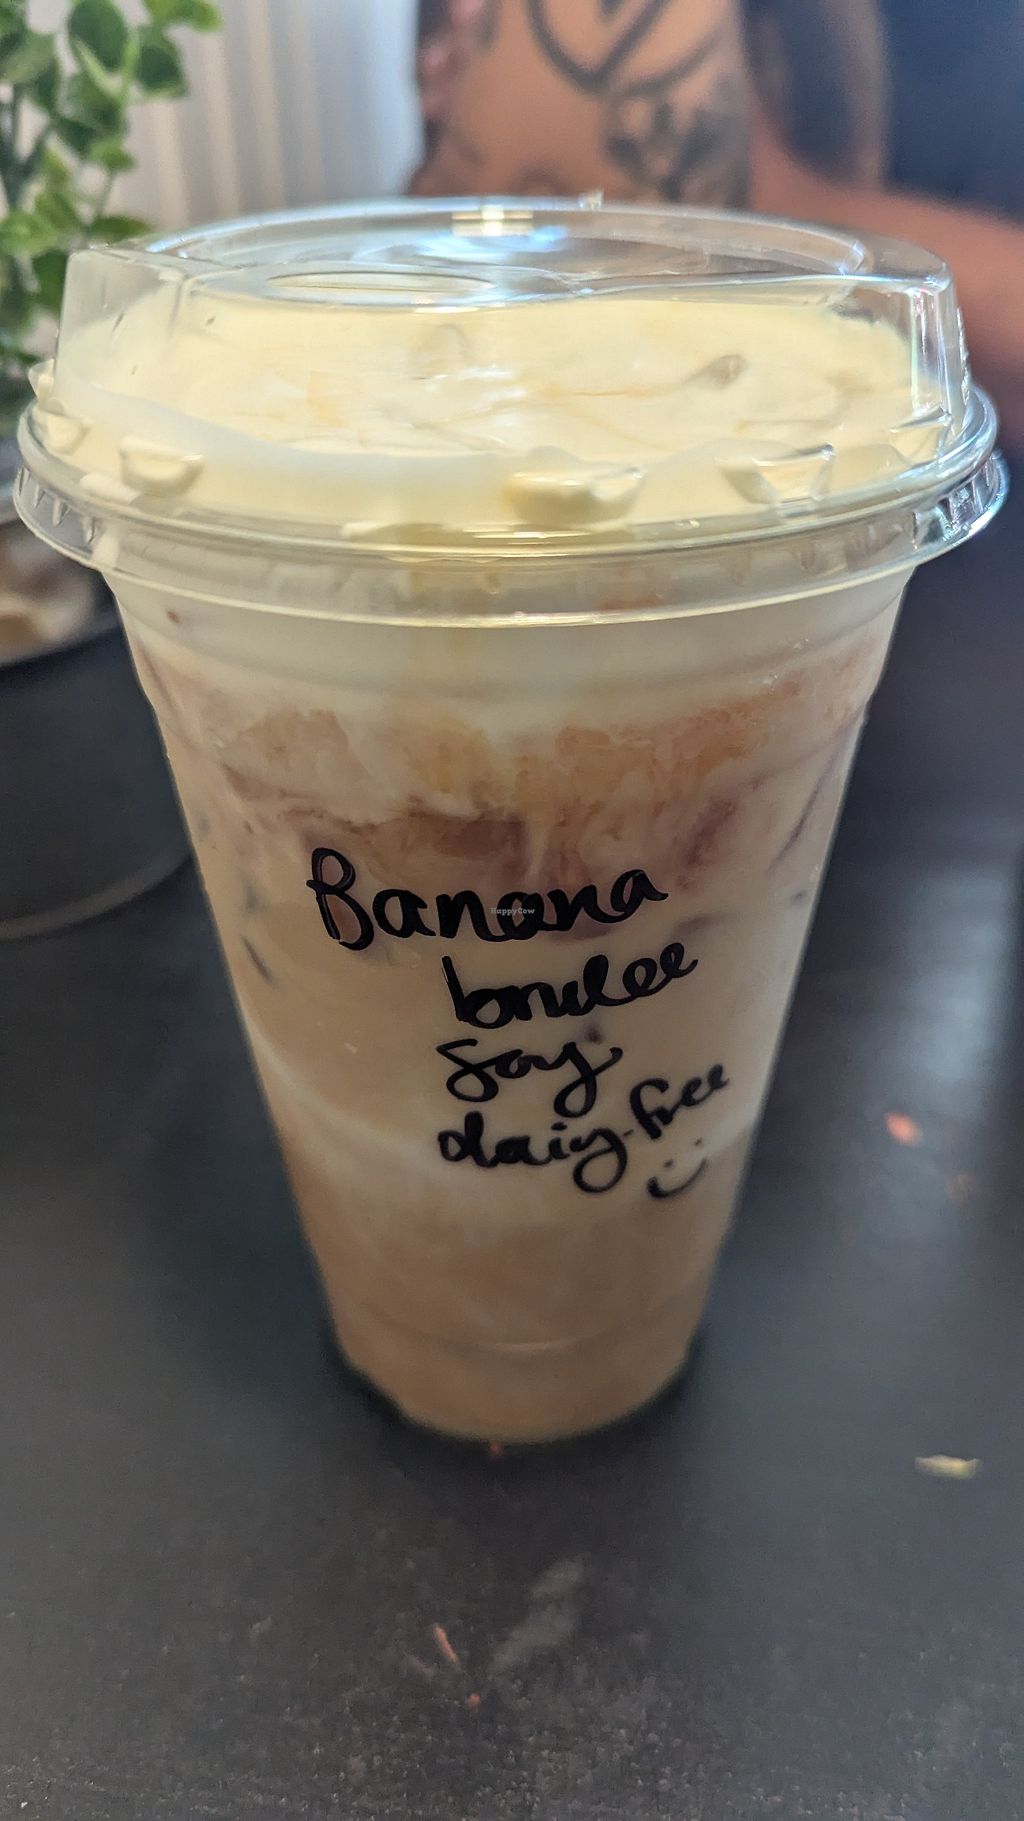 Banana
HappyCow
brulee
Soy
dairy-free